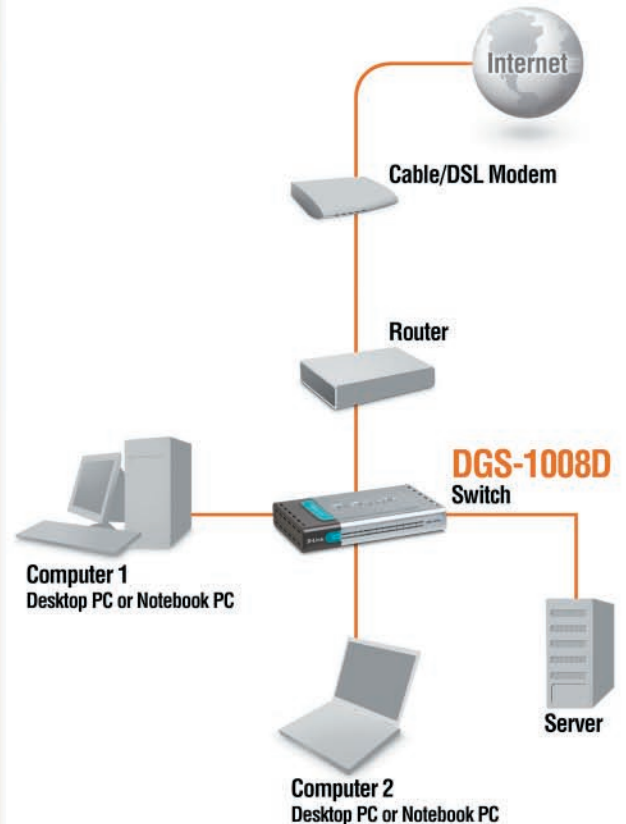 Internet
Cable/DSL Modem
Router
DGS-1008D
Switch
Computer 1
Desktop PC or Notebook PC
Server
Computer 2
Desktop PC or Notebook PC
D-Link